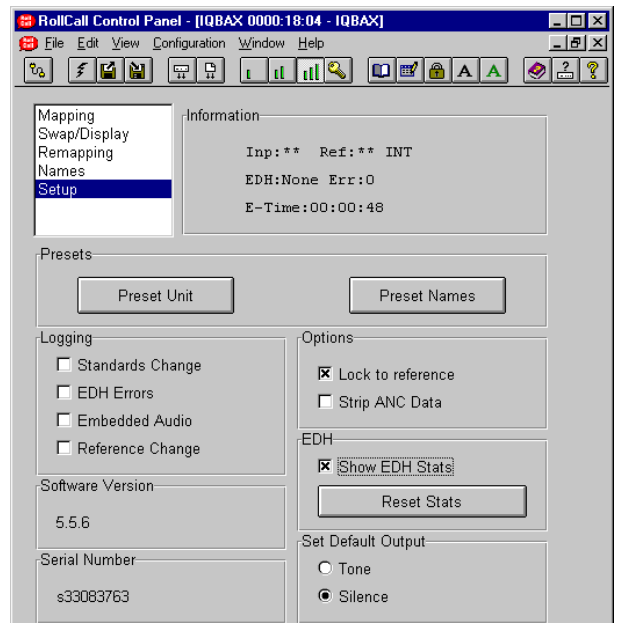 RollCall Control Panel - [IQBAX 0000:18:04 - IQBAX]
File Edit View Configuration Window Help
A A
Mapping
Swap/Display
Remapping
Names
Setup
Information
Inp:** Ref:** INT
EDH:None Err:0
E-Time:00:00:48
Presets
Preset Unit
Preset Names
Logging
Standards Change
EDH Errors
Embedded Audio
Reference Change
Options
Lock to reference
Strip ANC Data
EDH
Show EDH Stats
Reset Stats
Software Version
5.5.6
Set Default Output
Tone
Silence
Serial Number
s33083763